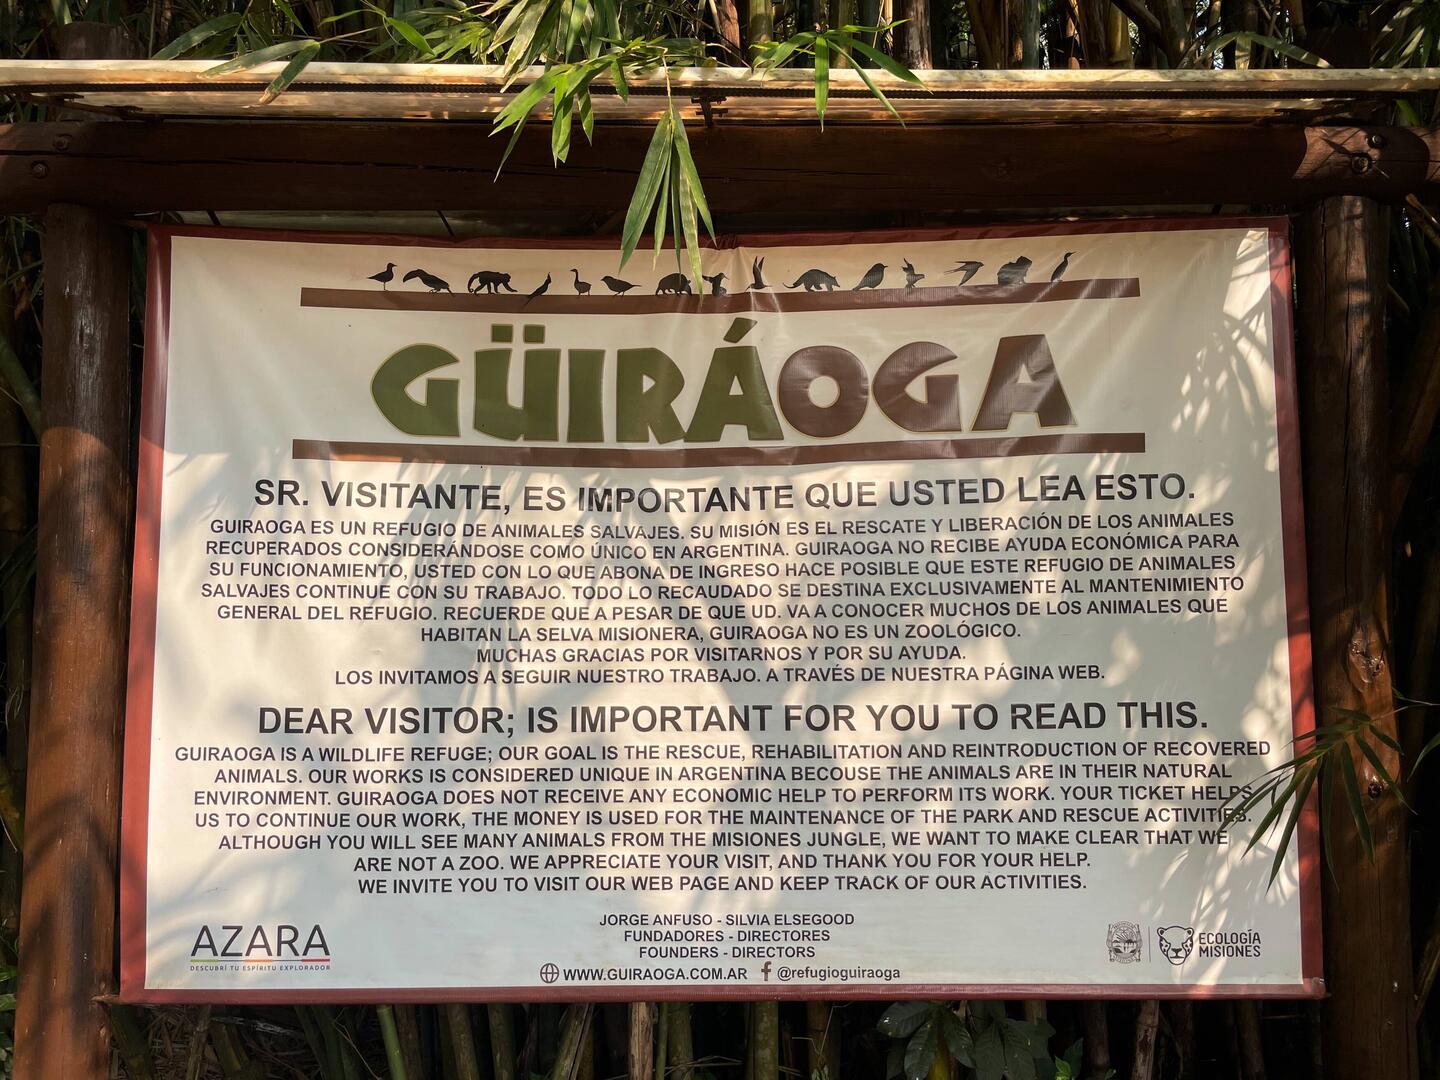 GÜIRÁOGA
SR. VISITANTE, ES IMPORTANTE QUE USTED LEA ESTO.
GUIRAOGA ES UN REFUGIO DE ANIMALES SALVAJES. SU MISIÓN ES EL RESCATE Y LIBERACIÓN DE LOS ANIMALES
RECUPERADOS CONSIDERÁNDOSE COMO ÚNICO EN ARGENTINA. GUIRAOGA NO RECIBE AYUDA ECONÓMICA PARA
SU FUNCIONAMIENTO, USTED CON LO QUE ABONA DE INGRESO HACE POSIBLE QUE ESTE REFUGIO DE ANIMALES
SALVAJES CONTINUE CON SU TRABAJO. TODO LO RECAUDADO SE DESTINA EXCLUSIVAMENTE AL MANTENIMIENTO
GENERAL DEL REFUGIO. RECUERDE QUE A PESAR DE QUE UD. VA A CONOCER MUCHOS DE LOS ANIMALES QUE
HABITAN LA SELVA MISIONERA, GUIRAOGA NO ES UN ZOOLÓGICO.
MUCHAS GRACIAS POR VISITARNOS Y POR SU AYUDA.
LOS INVITAMOS A SEGUIR NUESTRO TRABAJO. A TRAVÉS DE NUESTRA PÁGINA WEB.
DEAR VISITOR; IS IMPORTANT FOR YOU TO READ THIS.
GUIRAOGA IS A WILDLIFE REFUGE; OUR GOAL IS THE RESCUE, REHABILITATION AND REINTRODUCTION OF RECOVERED
ANIMALS. OUR WORKS IS CONSIDERED UNIQUE IN ARGENTINA BECOUSE THE ANIMALS ARE IN THEIR NATURAL
ENVIRONMENT. GUIRAOGA DOES NOT RECEIVE ANY ECONOMIC HELP TO PERFORM ITS WORK. YOUR TICKET HELPS
US TO CONTINUE OUR WORK, THE MONEY IS USED FOR THE MAINTENANCE OF THE PARK AND RESCUE ACTIVITIES.
ALTHOUGH YOU WILL SEE MANY ANIMALS FROM THE MISIONES JUNGLE, WE WANT TO MAKE CLEAR THAT WE
ARE NOT A ZOO. WE APPRECIATE YOUR VISIT, AND THANK YOU FOR YOUR HELP.
WE INVITE YOU TO VISIT OUR WEB PAGE AND KEEP TRACK OF OUR ACTIVITIES.
JORGE ANFUSO - SILVIA ELSEGOOD
FUNDADORES - DIRECTORES
FOUNDERS - DIRECTORS
WWW.GUIRAOGA.COM.AR f @refugioguiraoga
AZARA
DESCUBRÍ TU ESPÍRITU EXPLORADOR
ECOLOGÍA
MISIONES